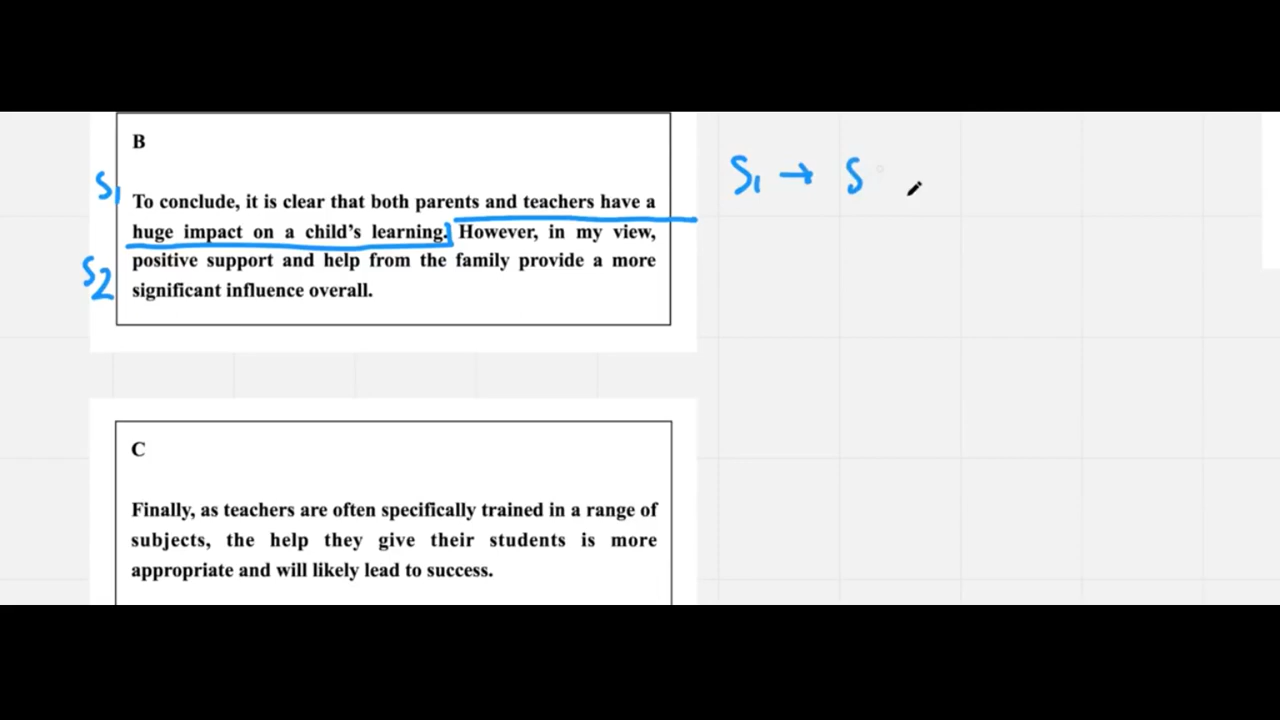 B
S1
S1 → S
To conclude, it is clear that both parents and teachers have a
huge impact on a child's learning. However, in my view,
S2
positive support and help from the family provide a more
significant influence overall.
C
Finally, as teachers are often specifically trained in a range of
subjects, the help they give their students is more
appropriate and will likely lead to success.